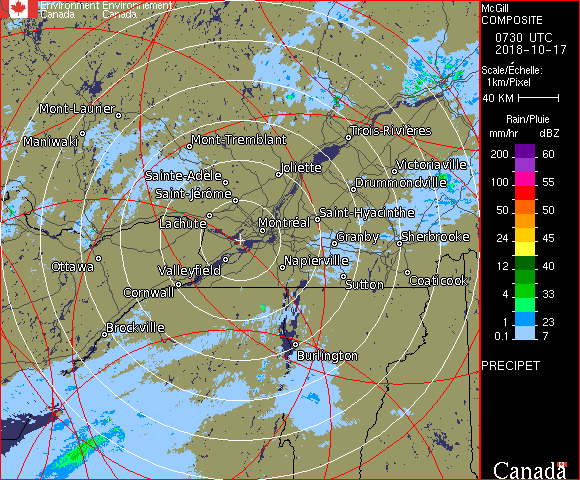 Environment Environnement
Canada Canada
Mont-Laurier
Maniwaki
Mont-Tremblant
Trois-Rivières
Sainte-Adèle
Joliette
Victoriaville
Saint-Jérôme
Drummondville
Lachute
Montréal
Saint-Hyacinthe
Granby
Sherbrooke
Ottawa
Valleyfield
Napierville
Cornwall
Sutton
Coaticook
Brockville
Burlington
McGill
COMPOSITE
0730 UTC
2018-10-17
Scale/Échelle:
1km/Pixel
40 KM
Rain/Pluie
mm/hr dBZ
200 60
100 55
50 50
24 45
12 40
4 33
1 23
0.1 7
PRECIPET
Canada